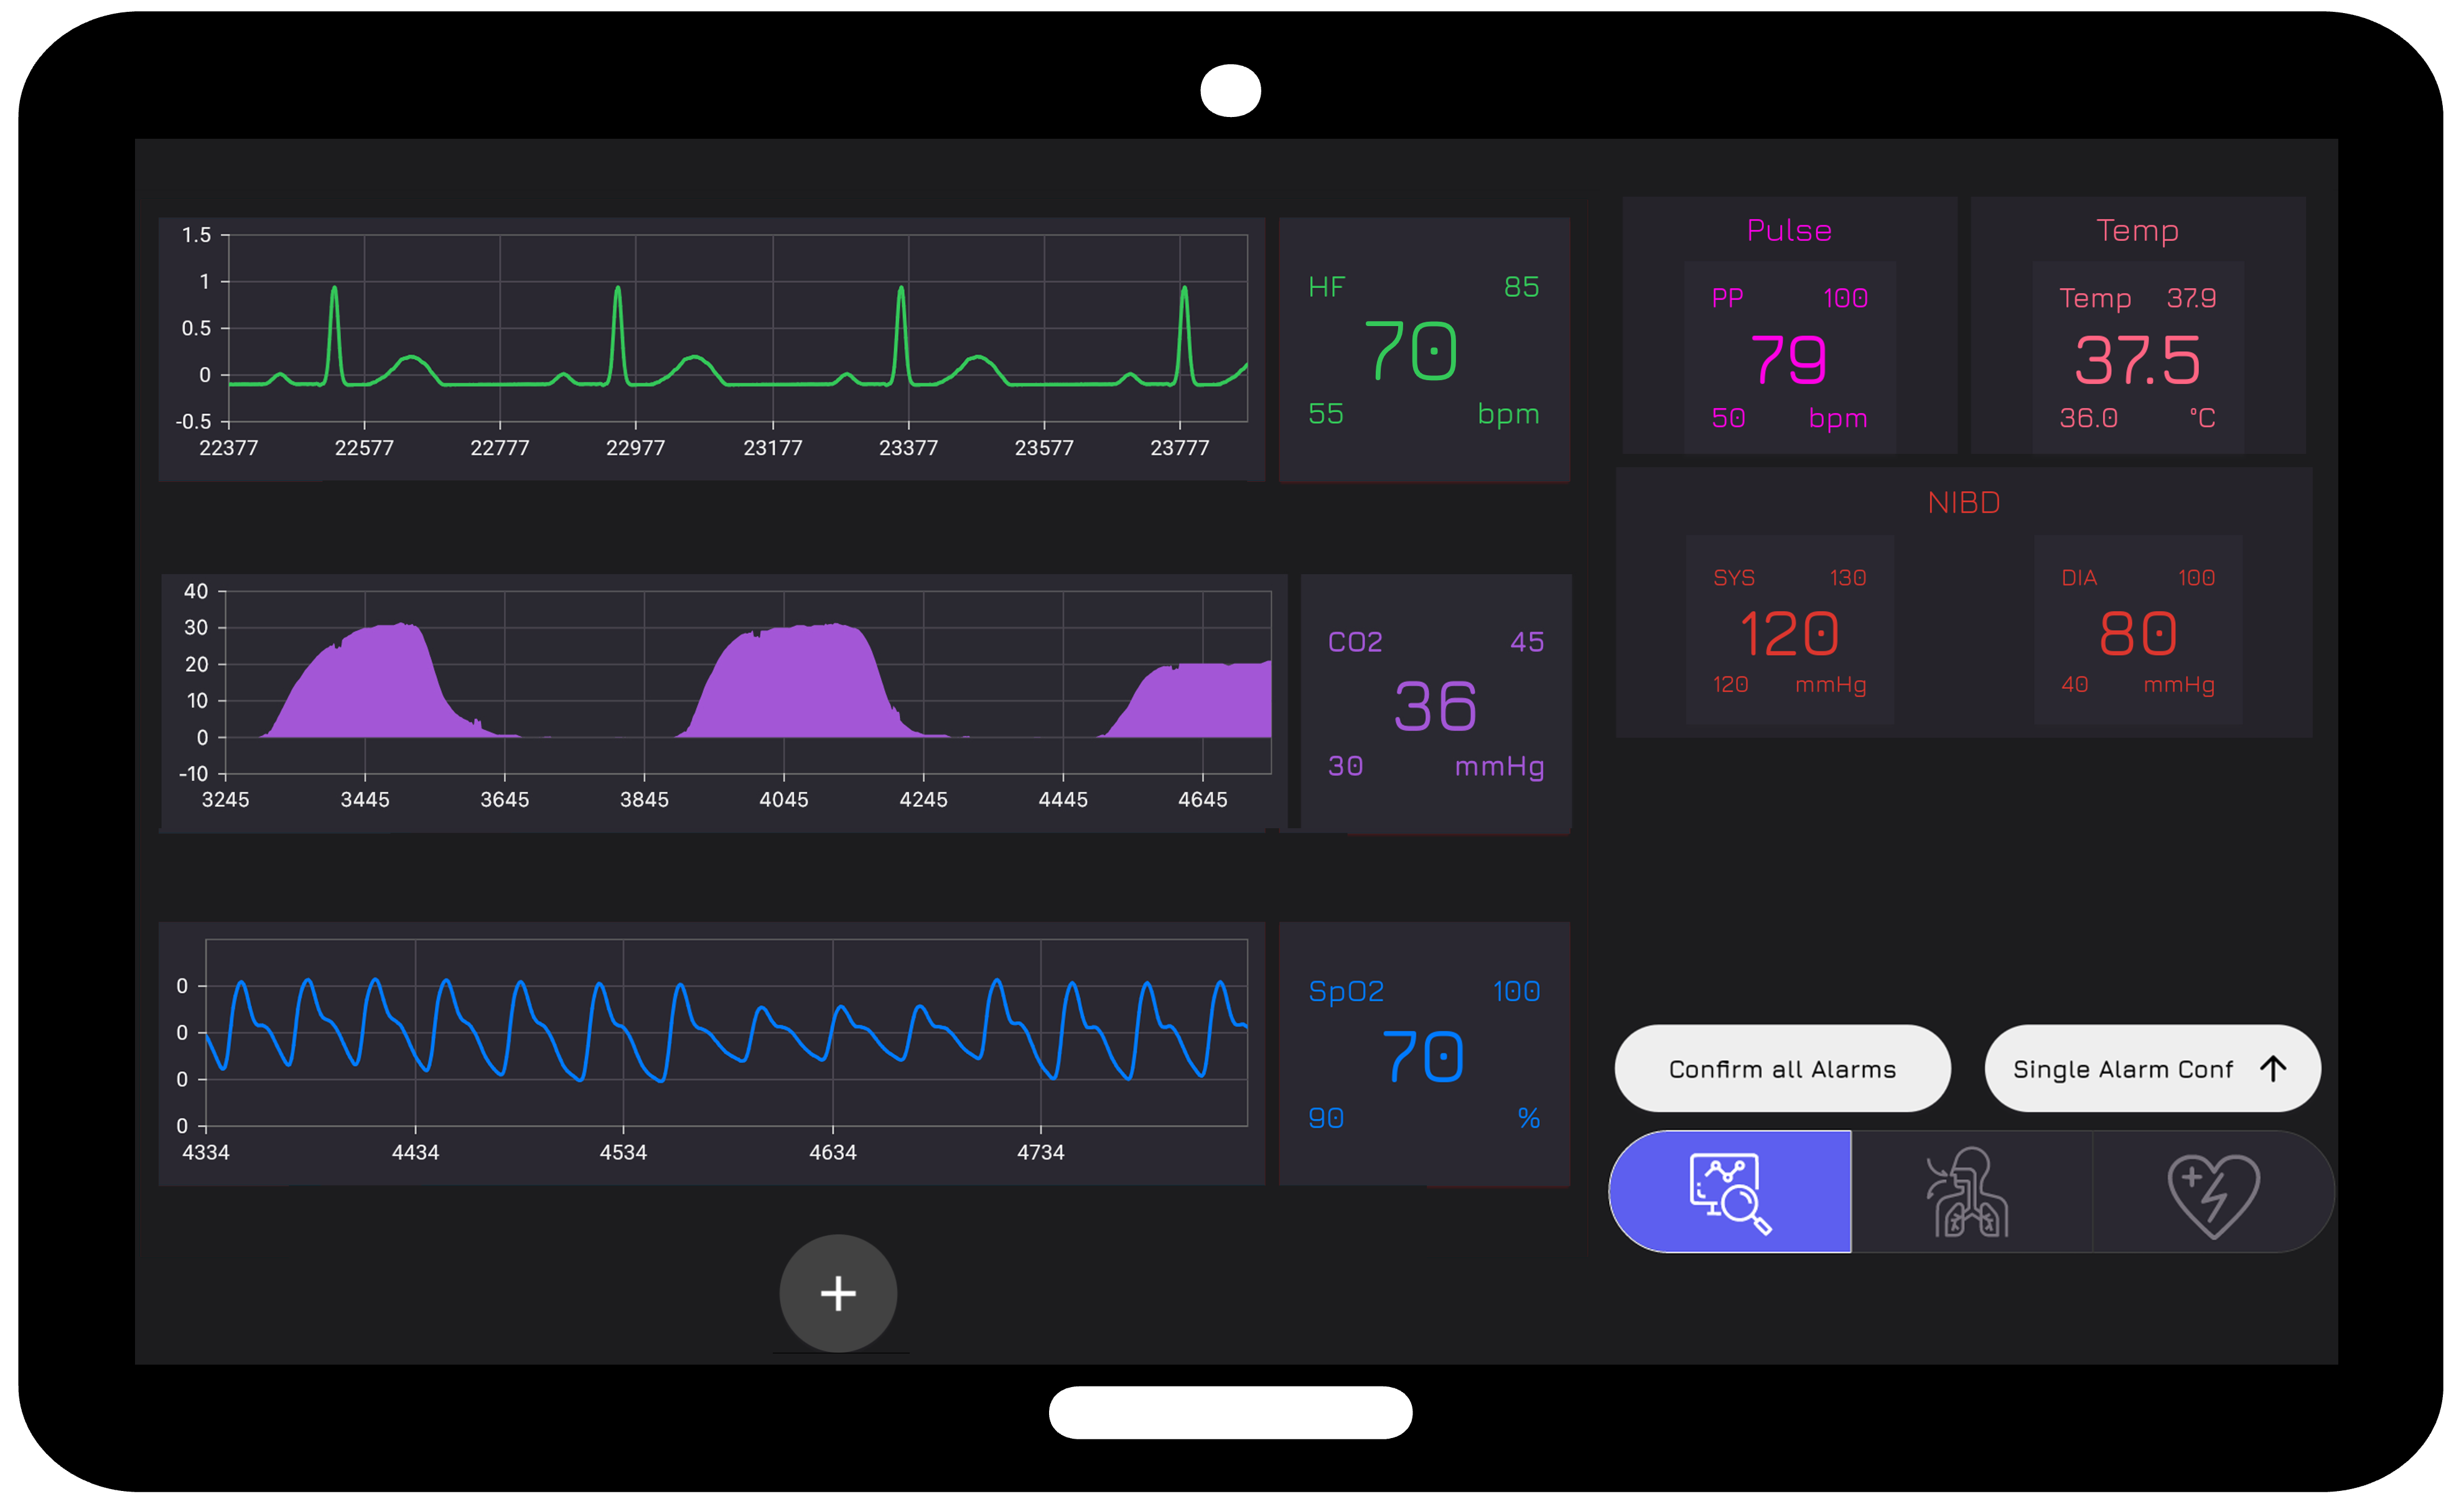 1.5
1
0.5
0
-0.5
22377 22577 22777 22977 23177 23377 23577 23777
HF 85
70
55 bpm
40
30
20
10
0
-10
3245 3445 3645 3845 4045 4245 4445 4645
CO2 45
36
30 mmHg
0
0
0
0
4334 4434 4534 4634 4734
SpO2 100
70
90 %
Pulse
PP 100
79
50 bpm
Temp
Temp 37.9
37.5
36.0 °C
NIBD
SYS 130
120
120 mmHg
DIA 100
80
40 mmHg
Confirm all Alarms
Single Alarm Conf